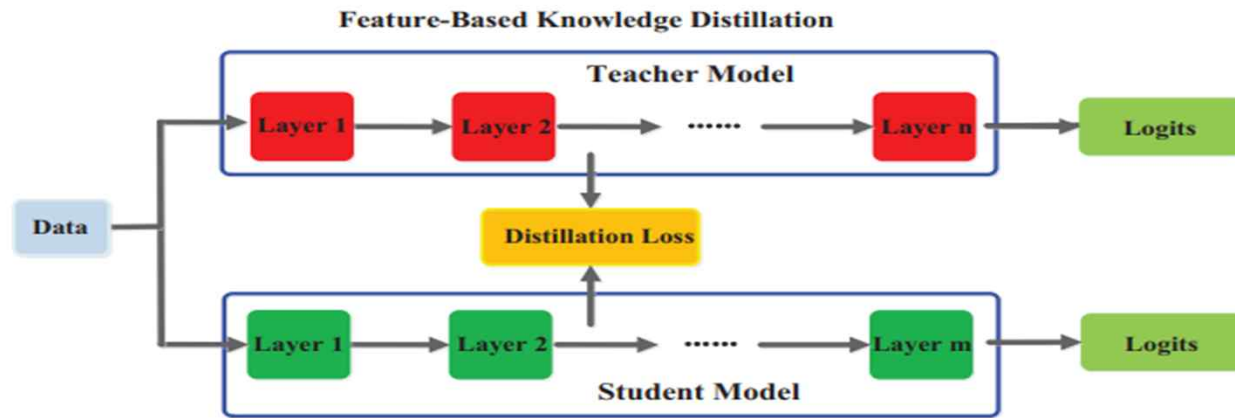 Feature-Based Knowledge Distillation
Teacher Model
Layer 1
Layer 2
......
Layer n
Logits
Data
Distillation Loss
Layer 1
Layer 2
......
Layer m
Logits
Student Model